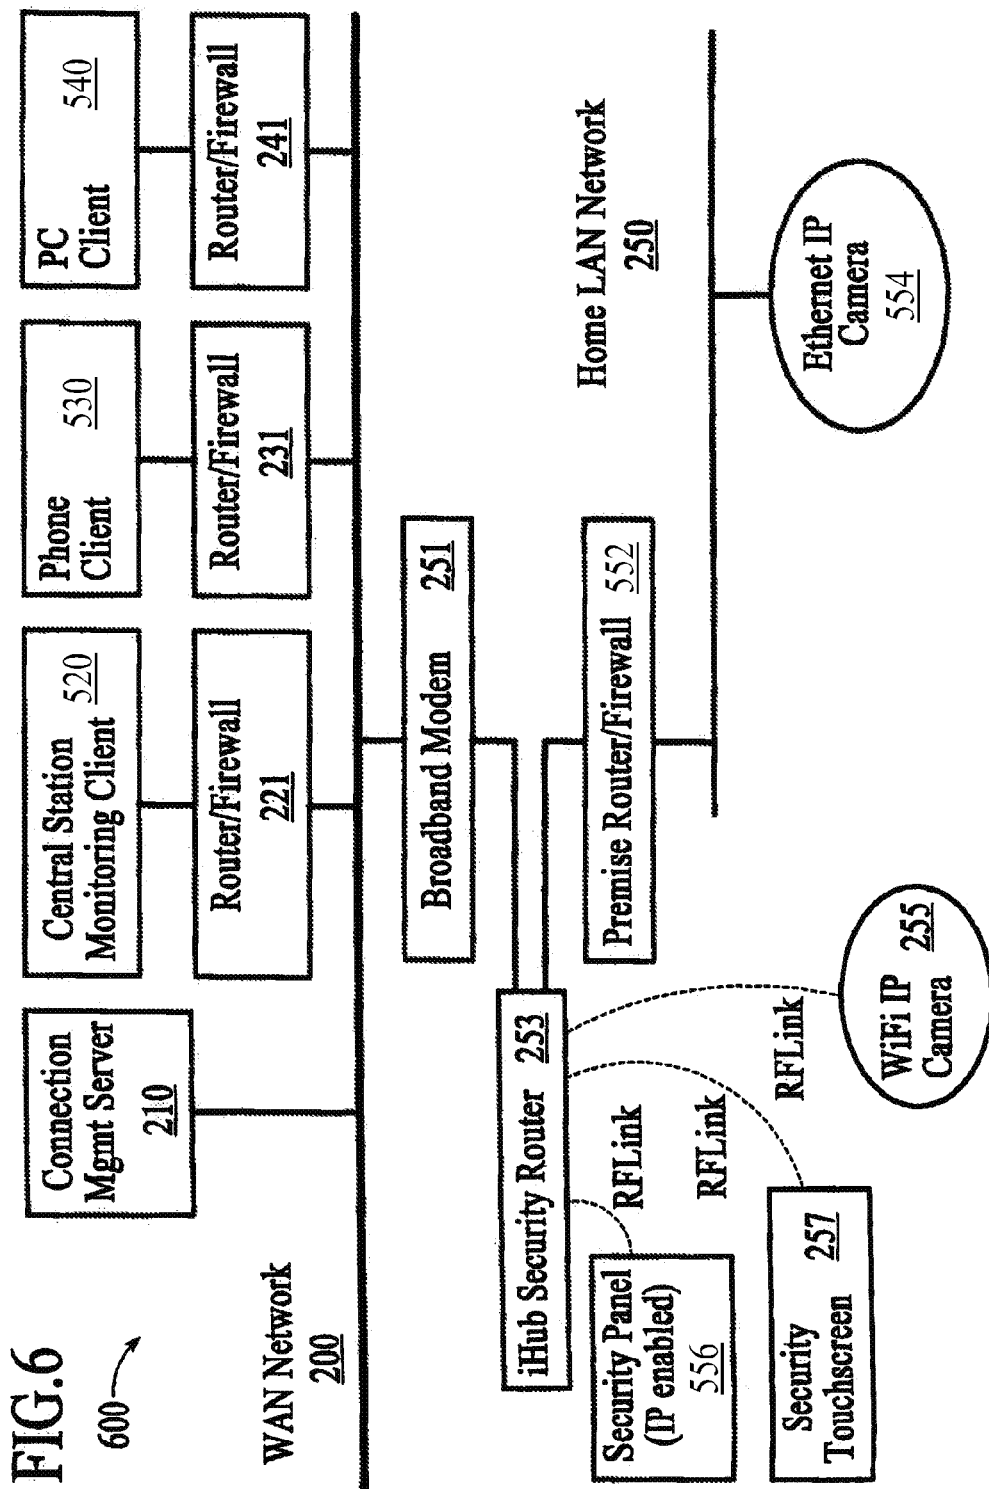 FIG.6
600
WAN Network
200
Connection
Mgmt Server
210
Central Station
Monitoring Client 520
Phone
Client 530
PC
Client 540
Router/Firewall
221
Router/Firewall
231
Router/Firewall
241
Broadband Modem 251
iHub Security Router 253
Premise Router/Firewall 552
Home LAN Network
250
Security Panel
(IP enabled)
556
RFLink
RFLink
RFLink
Security
Touchscreen 257
WiFi IP
Camera 255
Ethernet IP
Camera
554